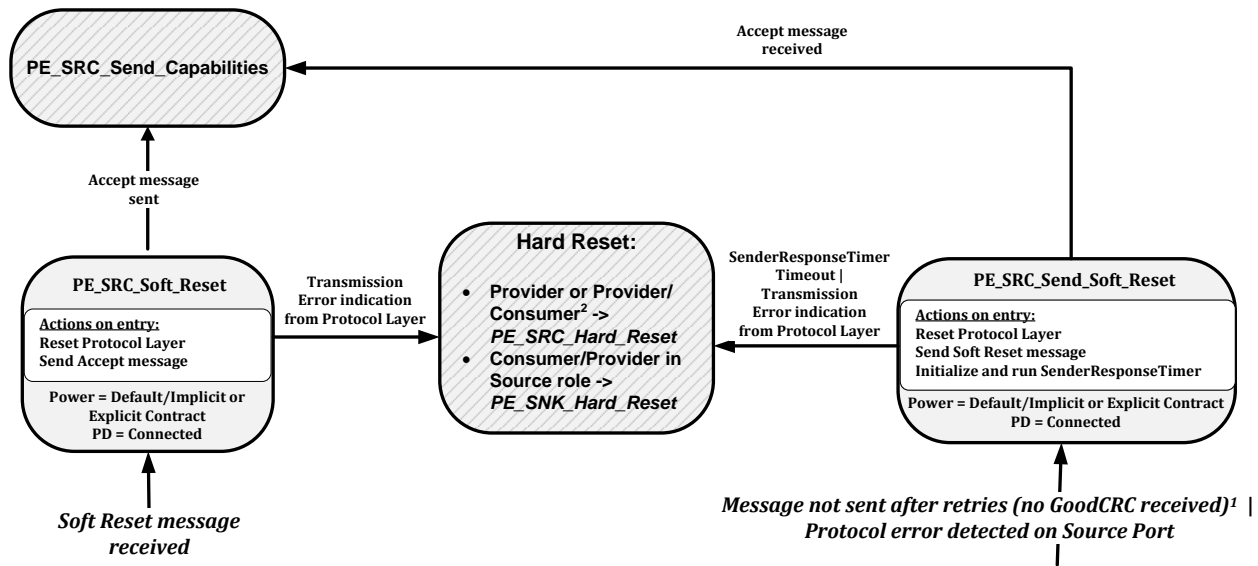 Accept message
received
PE_SRC_Send_Capabilities
Accept message
sent
PE_SRC_Soft_Reset
Actions on entry:
Reset Protocol Layer
Send Accept message
Power = Default/Implicit or
Explicit Contract
PD = Connected
Soft Reset message
received
Transmission
Error indication
from Protocol Layer
Hard Reset:
• Provider or Provider/
Consumer² ->
PE_SRC_Hard_Reset
• Consumer/Provider in
Source role ->
PE_SNK_Hard_Reset
SenderResponseTimer
Timeout |
Transmission
Error indication
from Protocol Layer
PE_SRC_Send_Soft_Reset
Actions on entry:
Reset Protocol Layer
Send Soft Reset message
Initialize and run SenderResponseTimer
Power = Default/Implicit or Explicit Contract
PD = Connected
Message not sent after retries (no GoodCRC received)¹ |
Protocol error detected on Source Port